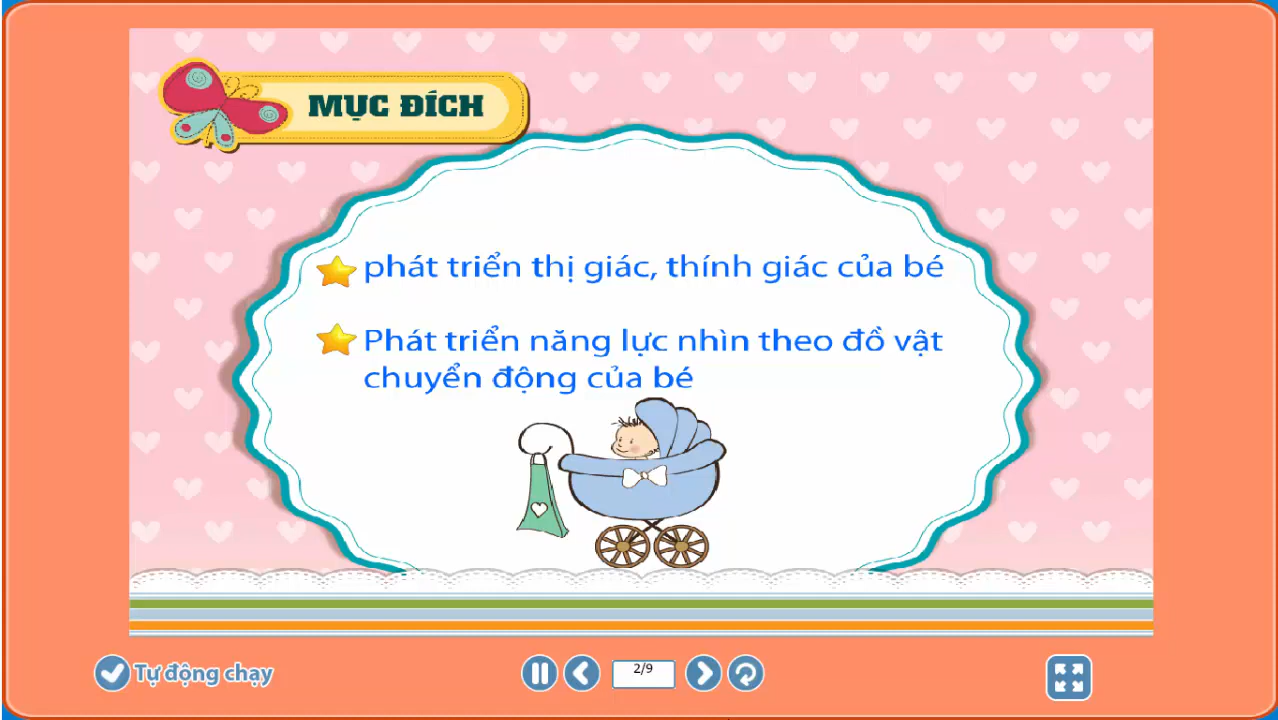 MỤC ĐÍCH
phát triển thị giác, thính giác của bé
Phát triển năng lực nhìn theo đồ vật
chuyển động của bé
Tự động chạy
2/9